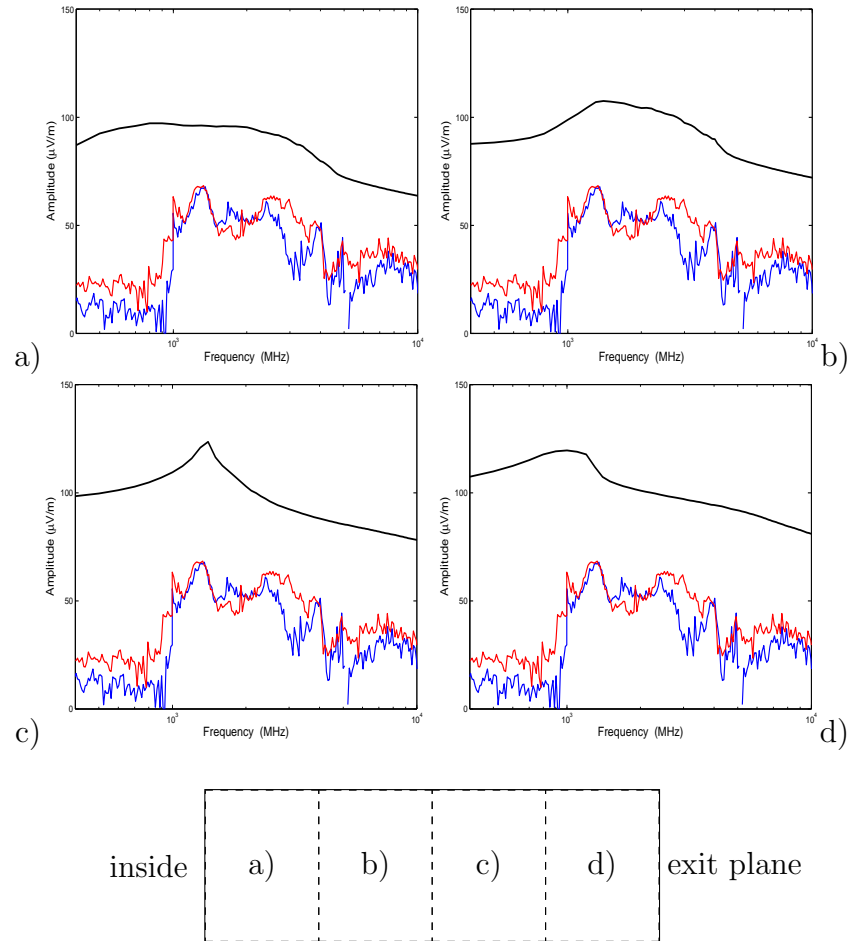 150
100
50
0
Amplitude (μV/m)
10³
10⁴
Frequency (MHz)
a)
150
100
50
0
Amplitude (μV/m)
10³
10⁴
Frequency (MHz)
b)
150
100
50
0
Amplitude (μV/m)
10³
10⁴
Frequency (MHz)
c)
150
100
50
0
Amplitude (μV/m)
10³
10⁴
Frequency (MHz)
d)
inside a) b) c) d) exit plane